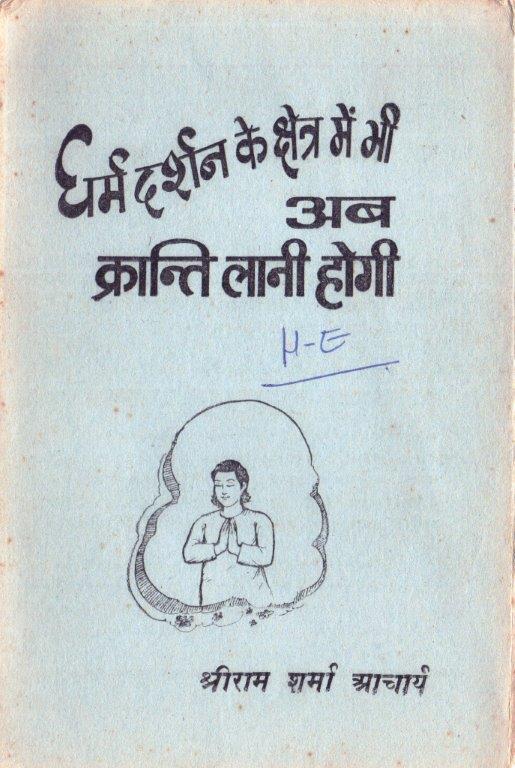 धर्म दर्शन के क्षेत्र में भी
अब
क्रान्ति लानी होगी
H-E
श्रीराम शर्मा आचार्य